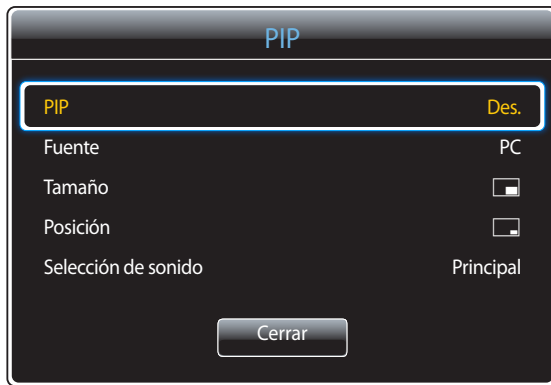 PIP
PIP Des.
Fuente PC
Tamaño
Posición
Selección de sonido Principal
Cerrar